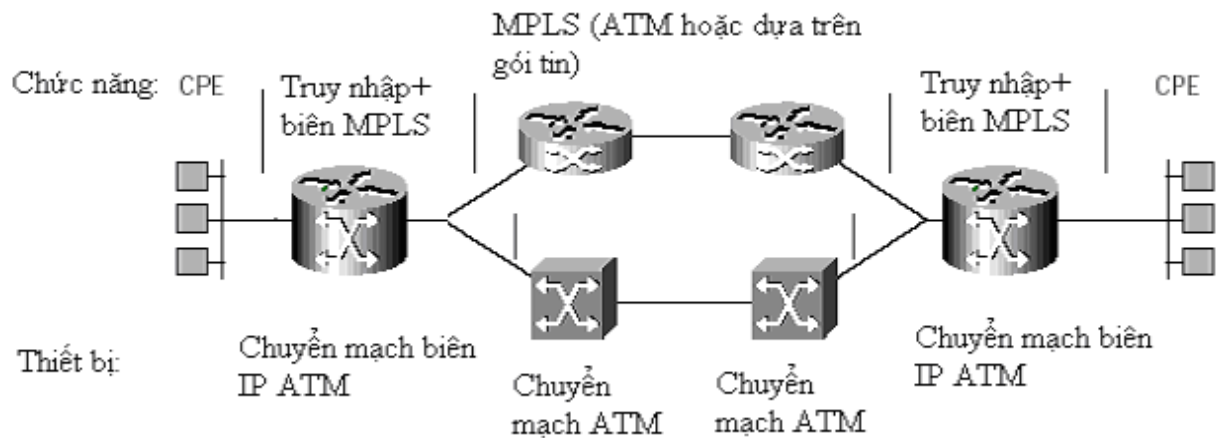 MPLS (ATM hoặc dựa trên
gói tin)
Chức năng:
CPE
Truy nhập+
biên MPLS
Truy nhập+
biên MPLS
CPE
Thiết bị:
Chuyển mạch biên
IP ATM
Chuyển
mạch ATM
Chuyển
mạch ATM
Chuyển mạch biên
IP ATM